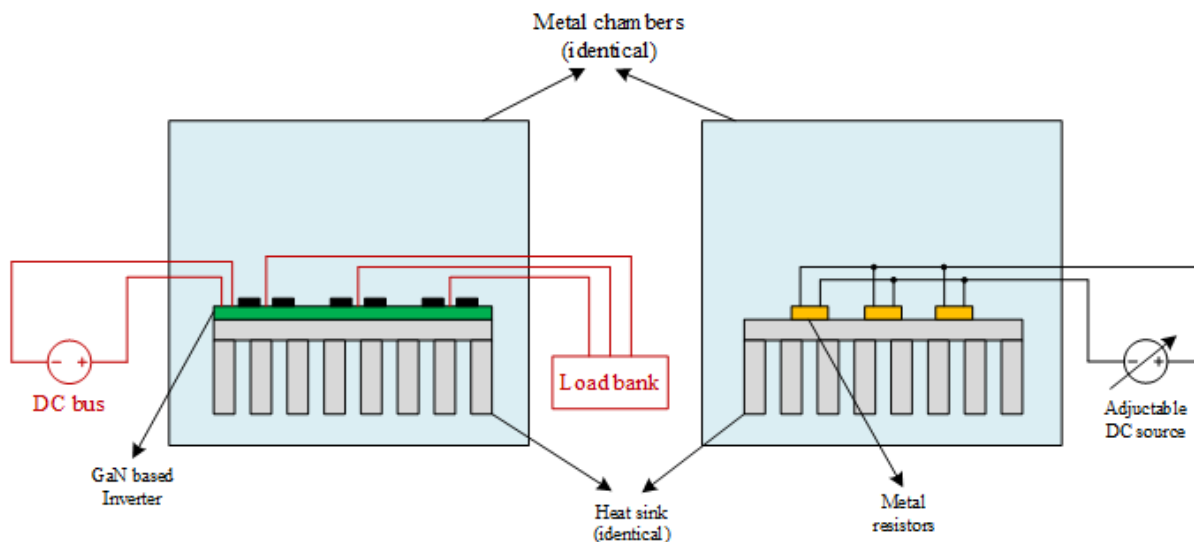 Metal chambers
(identical)
- +
DC bus
Load bank
- +
Adjuctable
DC source
GaN based
Inverter
Heat sink
(identical)
Metal
resistors